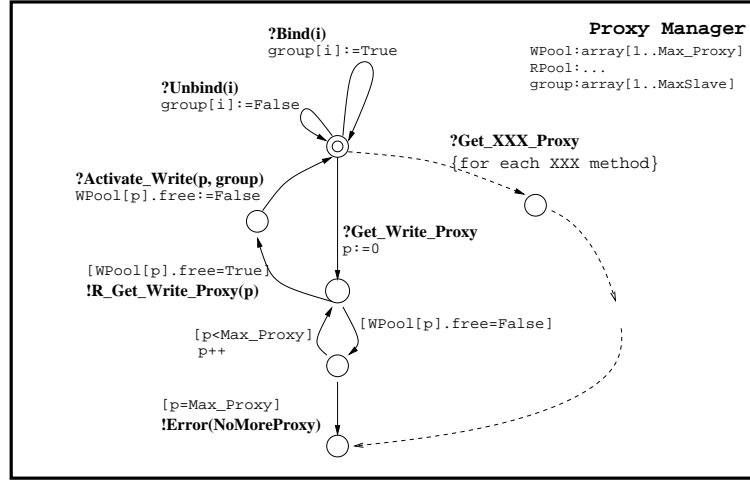 Proxy Manager
WPool:array[1..Max_Proxy]
RPool:...
group:array[1..MaxSlave]
?Bind(i)
group[i]:=True
?Unbind(i)
group[i]:=False
?Get_XXX_Proxy
{for each XXX method}
?Activate_Write(p, group)
WPool[p].free:=False
?Get_Write_Proxy
p:=0
[WPool[p].free=True]
!R_Get_Write_Proxy(p)
[WPool[p].free=False]
[p<Max_Proxy]
p++
[p=Max_Proxy]
!Error(NoMoreProxy)